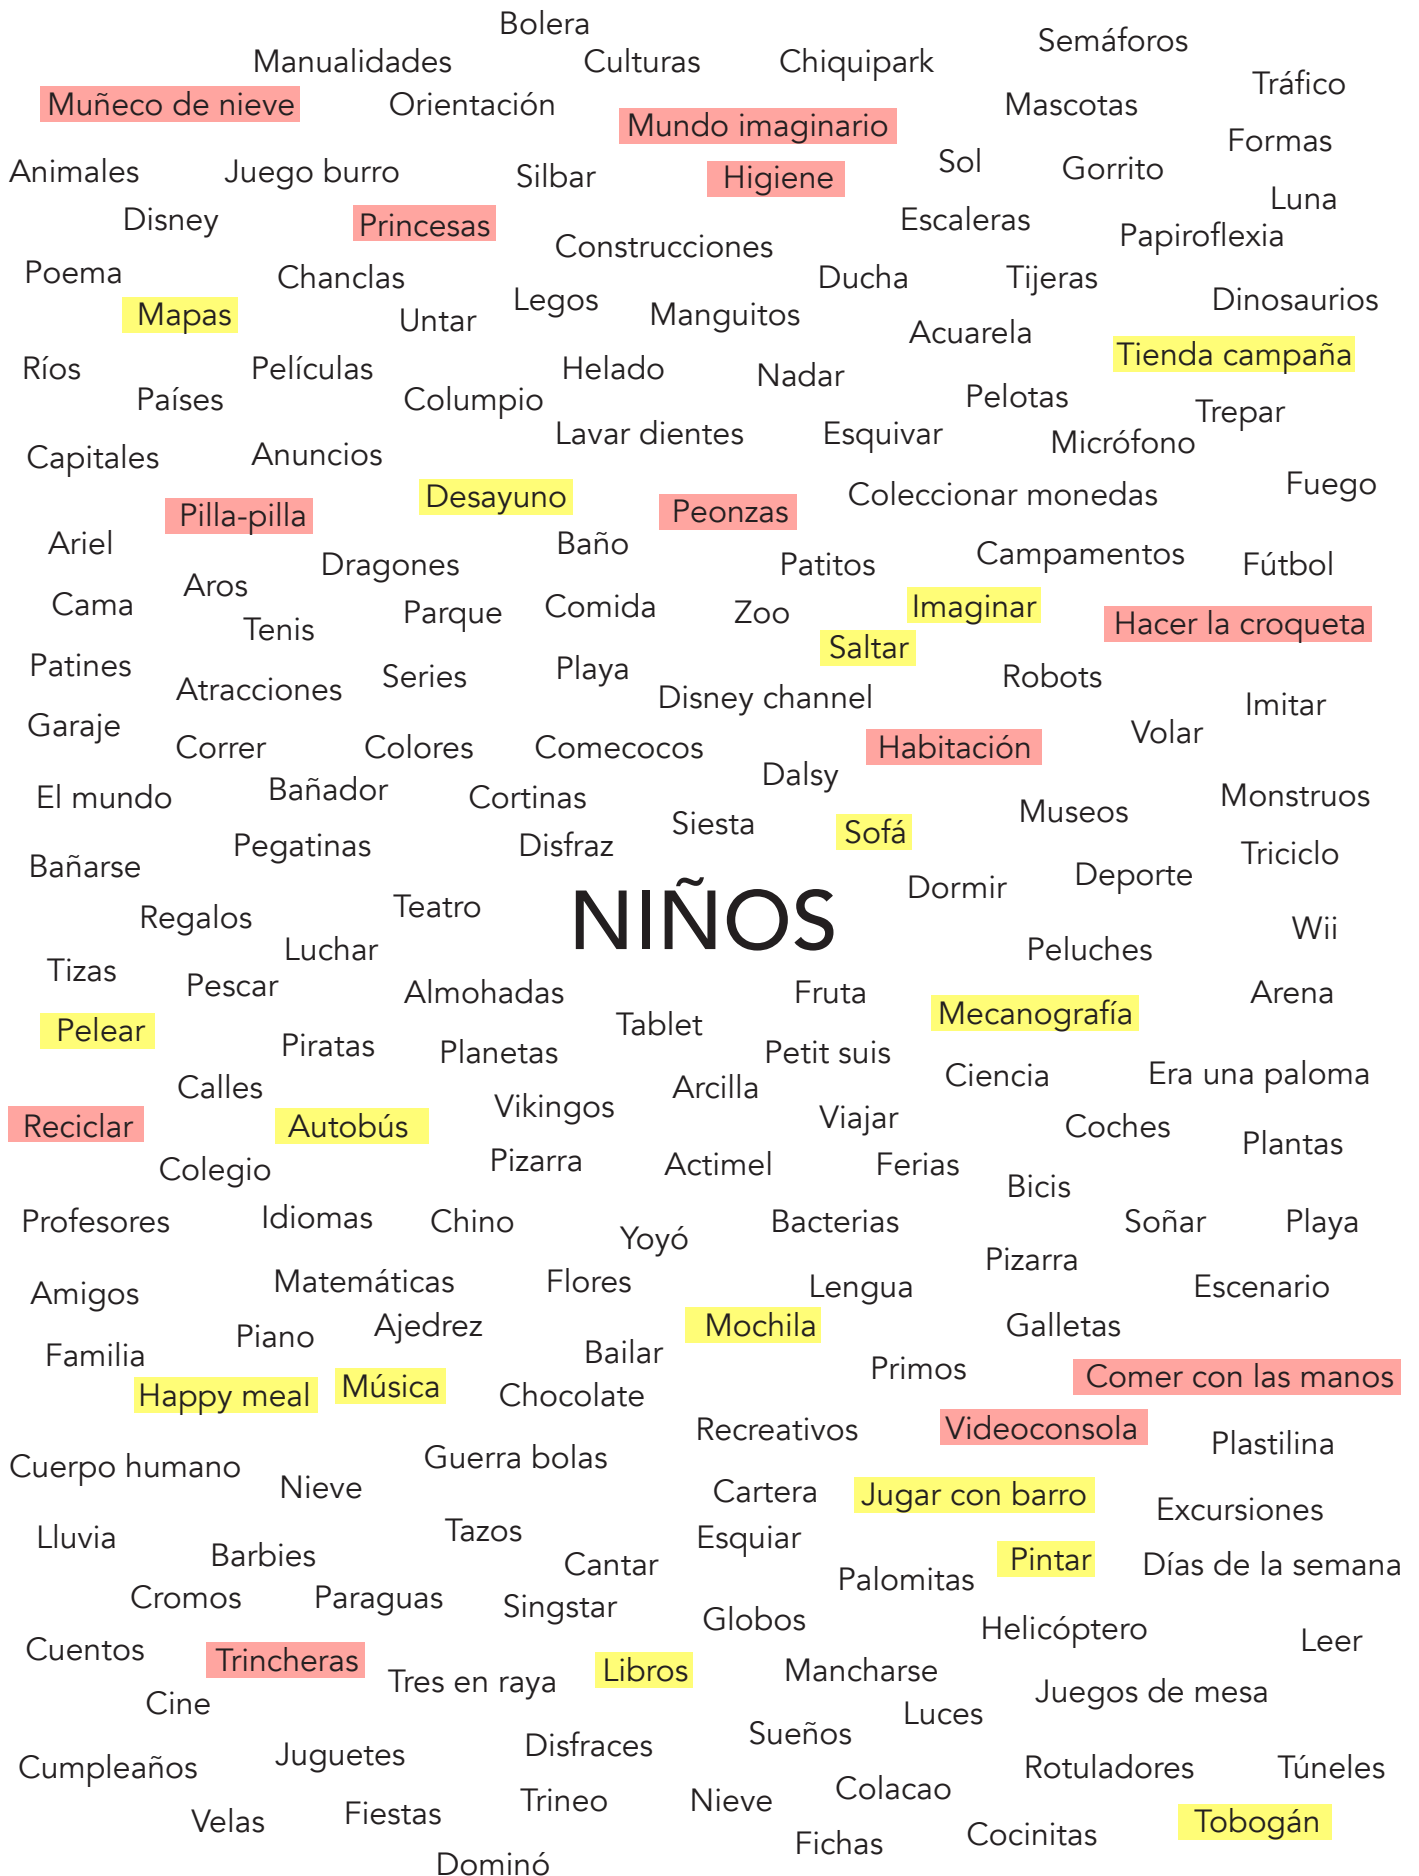 Bolera
Semáforos
Manualidades
Culturas
Chiquipark
Tráfico
Muñeco de nieve
Orientación
Mascotas
Mundo imaginario
Formas
Animales
Juego burro
Silbar
Higiene
Sol
Gorrito
Luna
Disney
Princesas
Escaleras
Papiroflexia
Construcciones
Poema
Chanclas
Ducha
Tijeras
Legos
Dinosaurios
Mapas
Untar
Manguitos
Acuarela
Tienda campaña
Ríos
Películas
Helado
Nadar
Países
Columpio
Pelotas
Trepar
Lavar dientes
Esquivar
Micrófono
Capitales
Anuncios
Fuego
Desayuno
Coleccionar monedas
Pilla-pilla
Peonzas
Ariel
Baño
Campamentos
Dragones
Patitos
Fútbol
Aros
Cama
Parque
Comida
Zoo
Imaginar
Tenis
Hacer la croqueta
Saltar
Patines
Series
Playa
Robots
Atracciones
Disney channel
Imitar
Garaje
Volar
Correr
Colores
Comecocos
Habitación
Dalsy
El mundo
Bañador
Cortinas
Monstruos
Siesta
Museos
Sofá
Pegatinas
Disfraz
Triciclo
Bañarse
Deporte
Dormir
Teatro
NIÑOS
Regalos
Wii
Luchar
Peluches
Tizas
Pescar
Almohadas
Fruta
Arena
Mecanografía
Pelear
Tablet
Piratas
Planetas
Petit suis
Ciencia
Era una paloma
Calles
Arcilla
Vikingos
Viajar
Reciclar
Autobús
Coches
Plantas
Colegio
Pizarra
Actimel
Ferias
Bicis
Profesores
Idiomas
Chino
Yoyó
Bacterias
Soñar
Playa
Pizarra
Amigos
Matemáticas
Flores
Lengua
Escenario
Piano
Ajedrez
Mochila
Galletas
Familia
Bailar
Primos
Comer con las manos
Happy meal
Música
Chocolate
Recreativos
Videoconsola
Plastilina
Cuerpo humano
Guerra bolas
Nieve
Cartera
Jugar con barro
Excursiones
Lluvia
Tazos
Esquiar
Barbies
Cantar
Pintar
Días de la semana
Palomitas
Cromos
Paraguas
Singstar
Globos
Helicóptero
Leer
Cuentos
Trincheras
Tres en raya
Libros
Mancharse
Juegos de mesa
Cine
Luces
Sueños
Cumpleaños
Juguetes
Disfraces
Rotuladores
Túneles
Colacao
Velas
Fiestas
Trineo
Nieve
Tobogán
Fichas
Cocinitas
Dominó